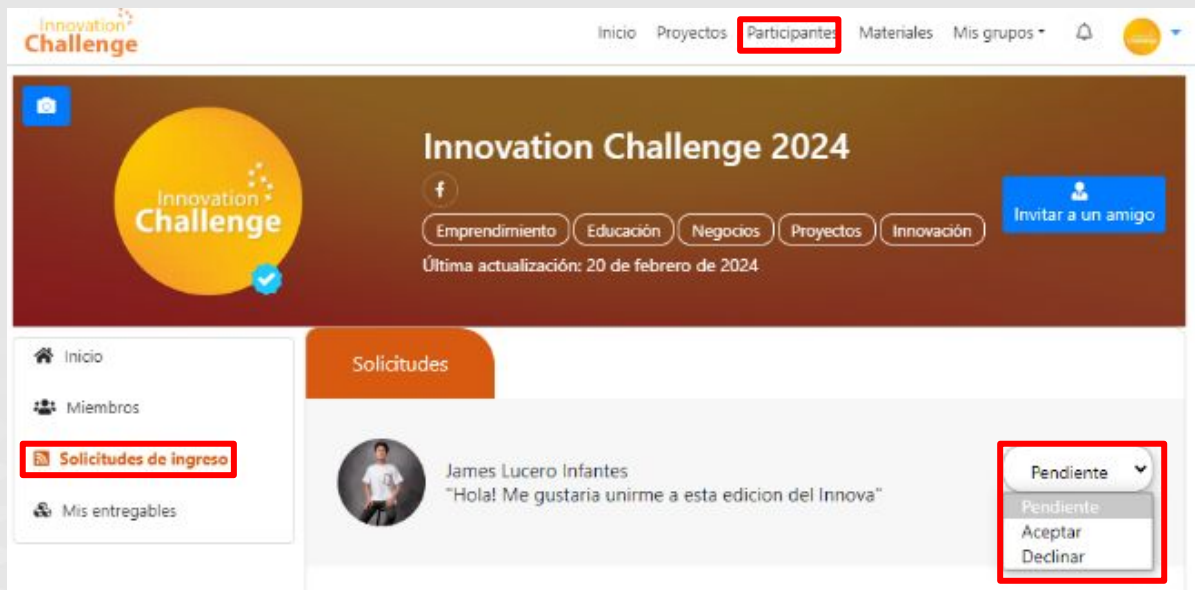 Innovation
Challenge
Inicio Proyectos Participantes Materiales Mis grupos
Innovation
Challenge
Innovation Challenge 2024
f
Emprendimiento Educación Negocios Proyectos Innovación
Última actualización: 20 de febrero de 2024
Invitar a un amigo
Inicio
Miembros
Solicitudes de ingreso
Mis entregables
Solicitudes
James Lucero Infantes
"Hola! Me gustaria unirme a esta edicion del Innova"
Pendiente
Pendiente
Aceptar
Declinar